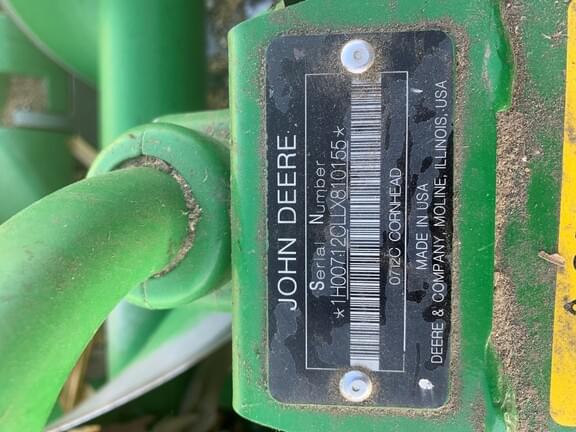 JOHN DEERE
Serial Number
*1H00712CLLX810155*
0712C CORNHEAD
MADE IN USA
DEERE & COMPANY, MOLINE, ILLINOIS, USA